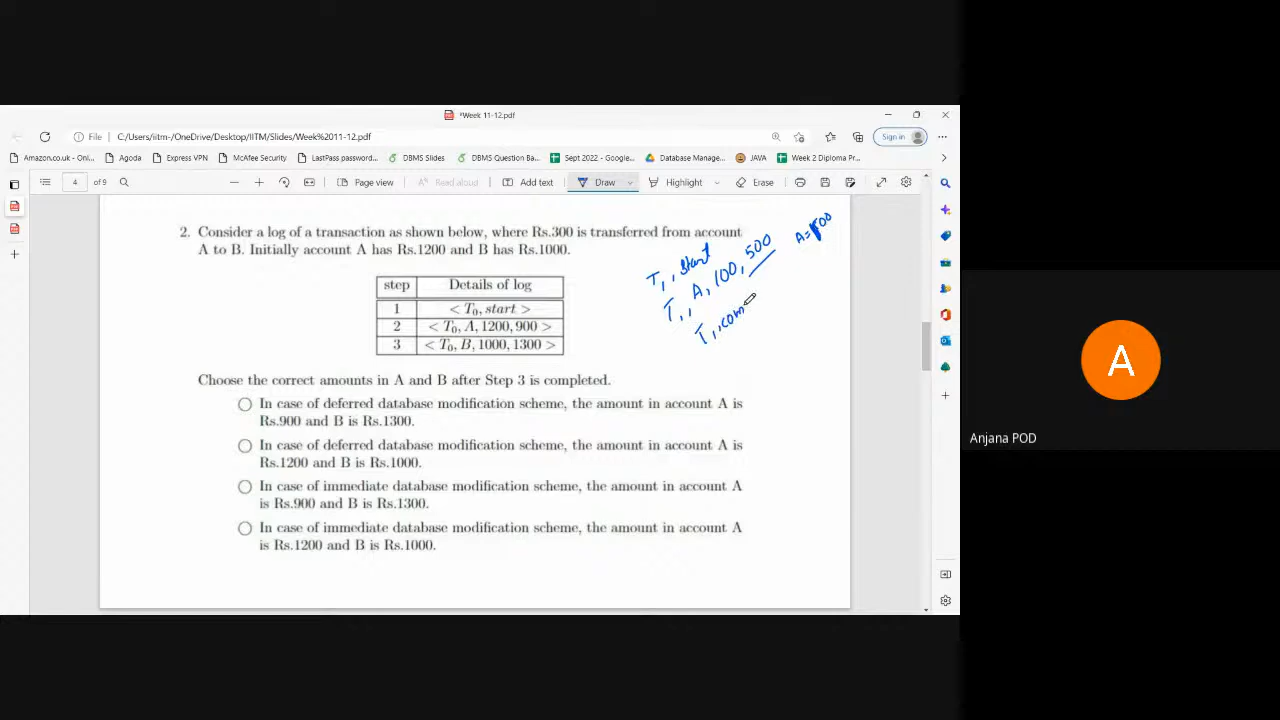 *Week 11-12.pdf
File C:/Users/iitm-/OneDrive/Desktop/IITM/Slides/Week%2011-12.pdf Sign in
Amazon.co.uk - Onl... Agoda Express VPN McAfee Security LastPass password... DBMS Slides DBMS Question Ba... Sept 2022 - Google... Database Manage... JAVA Week 2 Diploma Pr...
4 of 9 Page view Read aloud Add text Draw Highlight Erase
2. Consider a log of a transaction as shown below, where Rs.300 is transferred from account
A to B. Initially account A has Rs.1200 and B has Rs.1000.
step Details of log
1 < T0, start >
2 < T0, A, 1200, 900 >
3 < T0, B, 1000, 1300 >
T1, start
T1, A, 100, 500
T1, com
Choose the correct amounts in A and B after Step 3 is completed.
In case of deferred database modification scheme, the amount in account A is
Rs.900 and B is Rs.1300.
In case of deferred database modification scheme, the amount in account A is
Rs.1200 and B is Rs.1000.
In case of immediate database modification scheme, the amount in account A
is Rs.900 and B is Rs.1300.
In case of immediate database modification scheme, the amount in account A
is Rs.1200 and B is Rs.1000.
A
Anjana POD